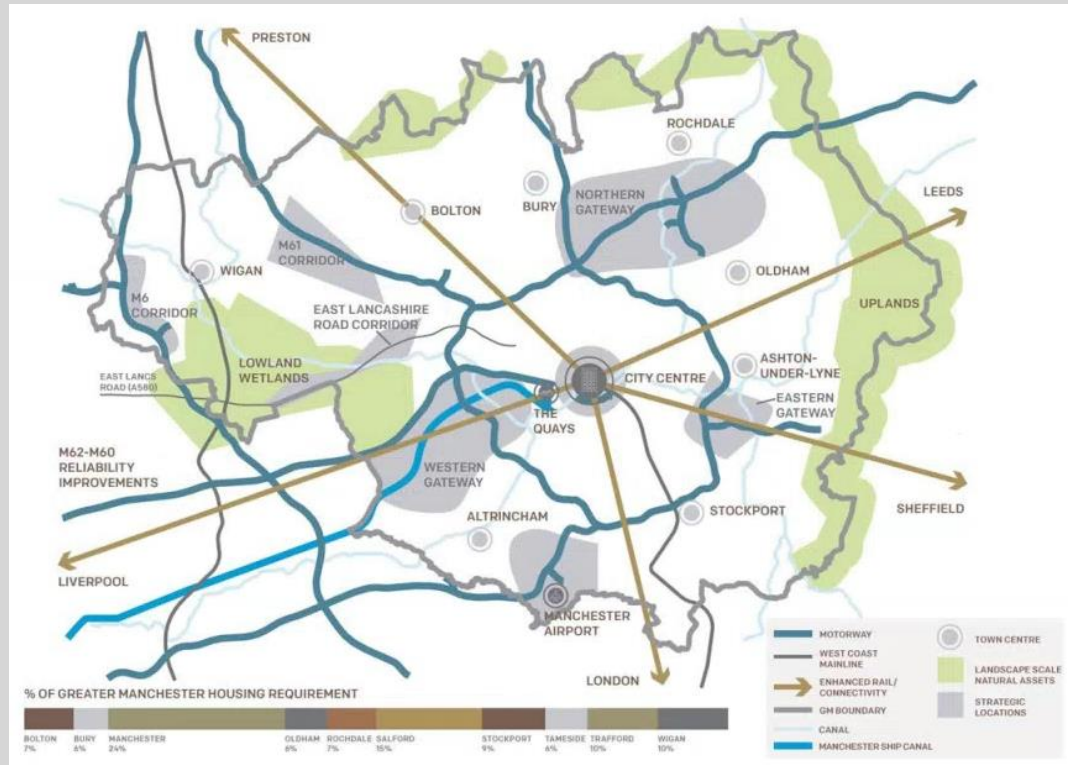 PRESTON
ROCHDALE
LEEDS
BURY
NORTHERN
GATEWAY
BOLTON
M61
CORRIDOR
WIGAN
OLDHAM
M6
CORRIDOR
UPLANDS
EAST LANCASHIRE
ROAD CORRIDOR
LOWLAND
WETLANDS
ASHTON-
UNDER-LYNE
CITY CENTRE
EAST LANCS
ROAD (A580)
EASTERN
GATEWAY
THE
QUAYS
M62-M60
RELIABILITY
IMPROVEMENTS
WESTERN
GATEWAY
SHEFFIELD
ALTRINCHAM
STOCKPORT
LIVERPOOL
MANCHESTER
AIRPORT
LONDON
MOTORWAY
WEST COAST
MAINLINE
ENHANCED RAIL/
CONNECTIVITY
GM BOUNDARY
CANAL
MANCHESTER SHIP CANAL
TOWN CENTRE
LANDSCAPE SCALE
NATURAL ASSETS
STRATEGIC
LOCATIONS
% OF GREATER MANCHESTER HOUSING REQUIREMENT
BOLTON
7%
BURY
6%
MANCHESTER
24%
OLDHAM
6%
ROCHDALE
7%
SALFORD
15%
STOCKPORT
9%
TAMESIDE
6%
TRAFFORD
10%
WIGAN
10%